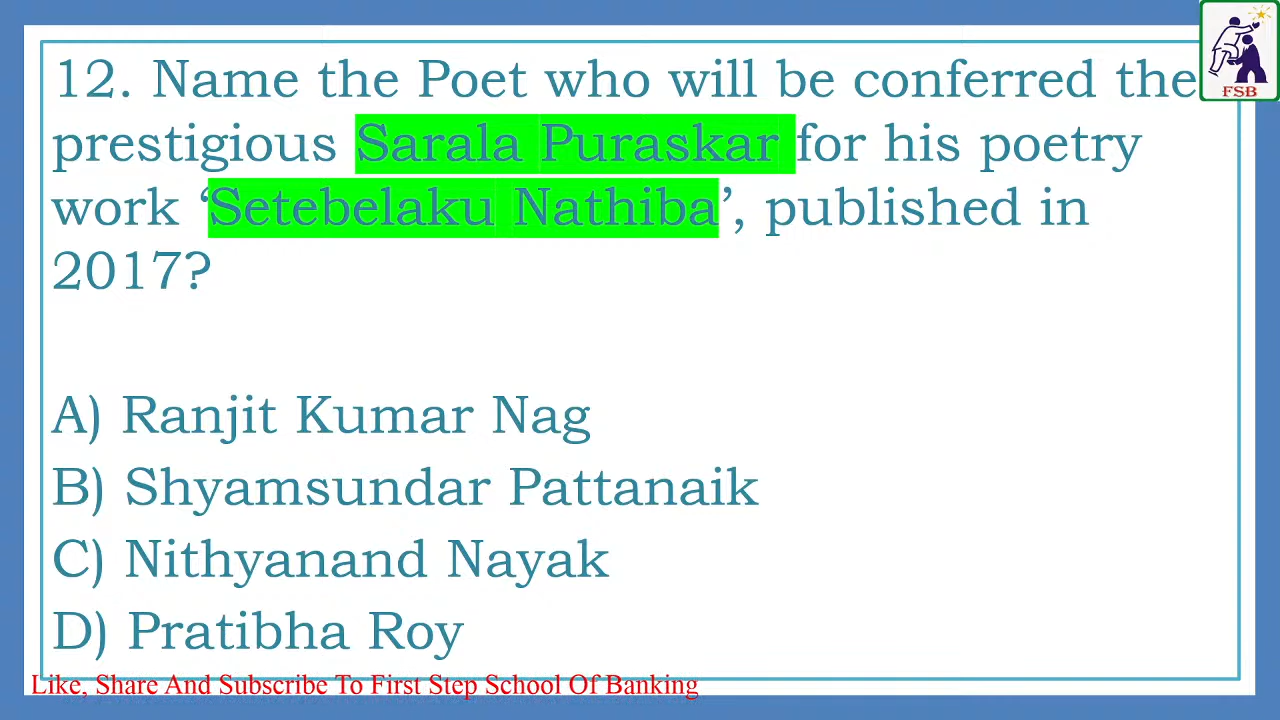 12. Name the Poet who will be conferred the
prestigious Sarala Puraskar for his poetry
work ‘Setebelaku Nathiba’, published in
2017?
A) Ranjit Kumar Nag
B) Shyamsundar Pattanaik
C) Nithyanand Nayak
D) Pratibha Roy
Like, Share And Subscribe To First Step School Of Banking
FSB